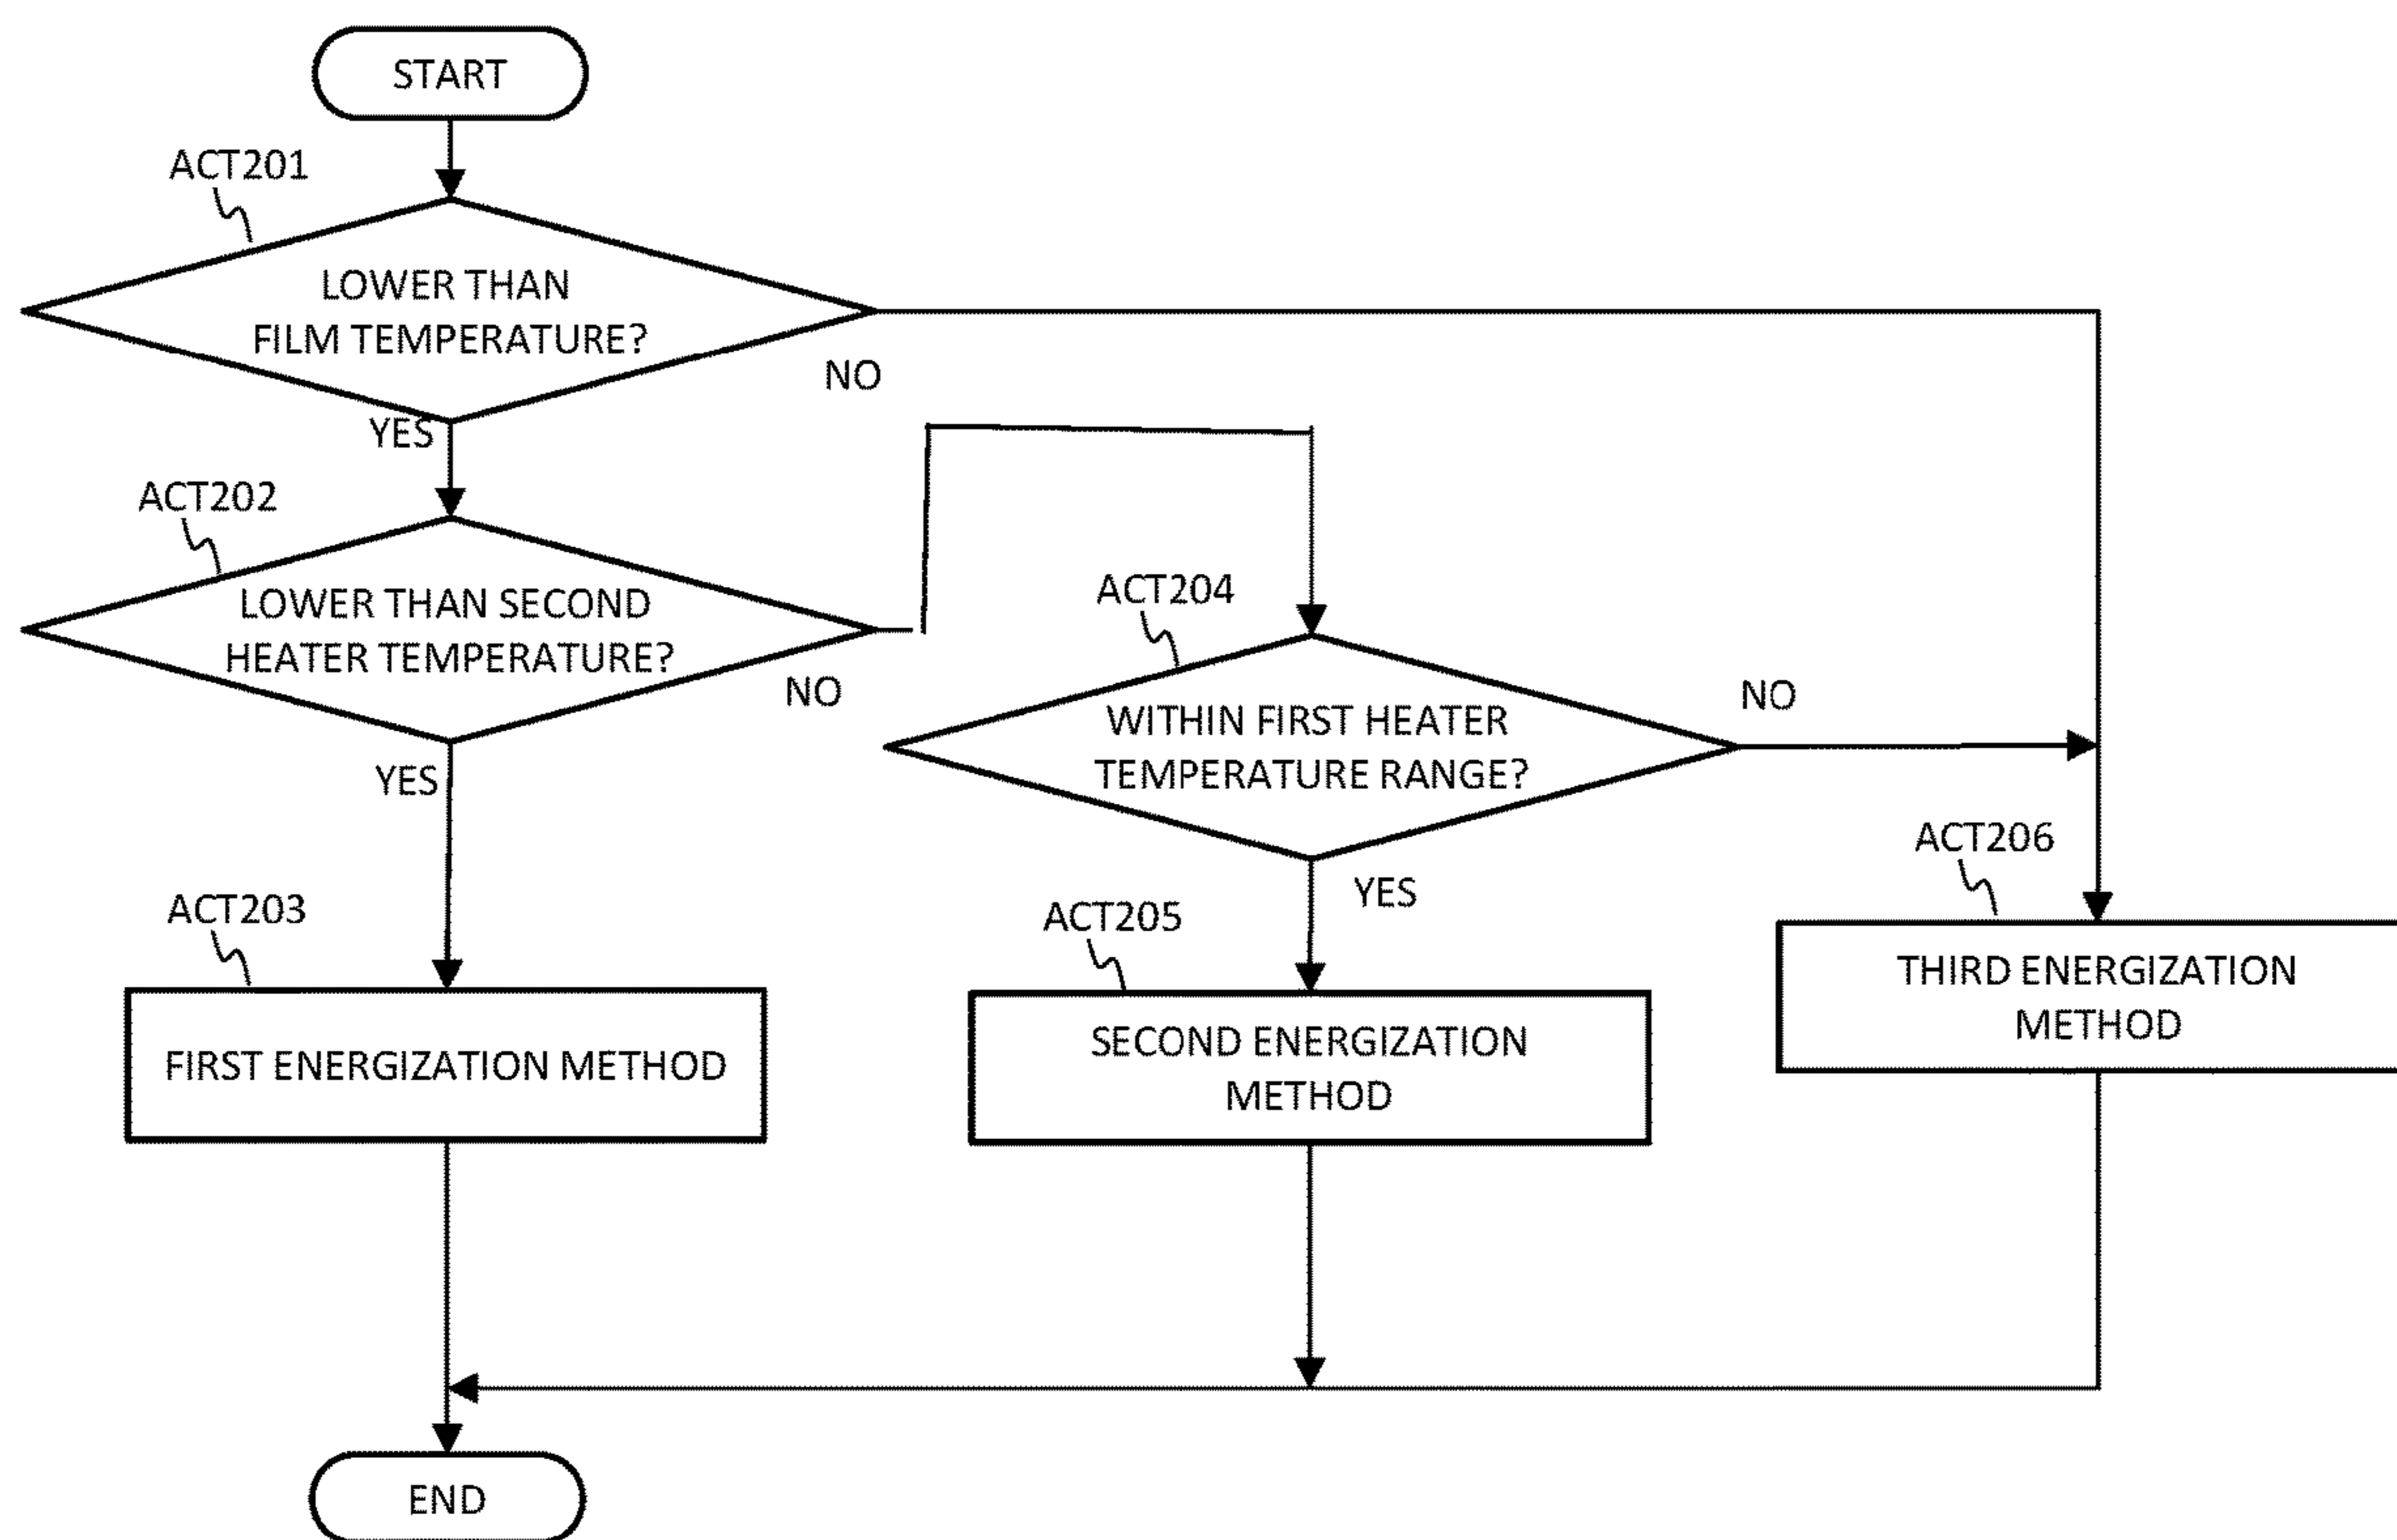 START
ACT201
LOWER THAN
FILM TEMPERATURE?
NO
YES
ACT202
LOWER THAN SECOND
HEATER TEMPERATURE?
NO
YES
ACT204
WITHIN FIRST HEATER
TEMPERATURE RANGE?
NO
YES
ACT203
FIRST ENERGIZATION METHOD
ACT205
SECOND ENERGIZATION
METHOD
ACT206
THIRD ENERGIZATION
METHOD
END